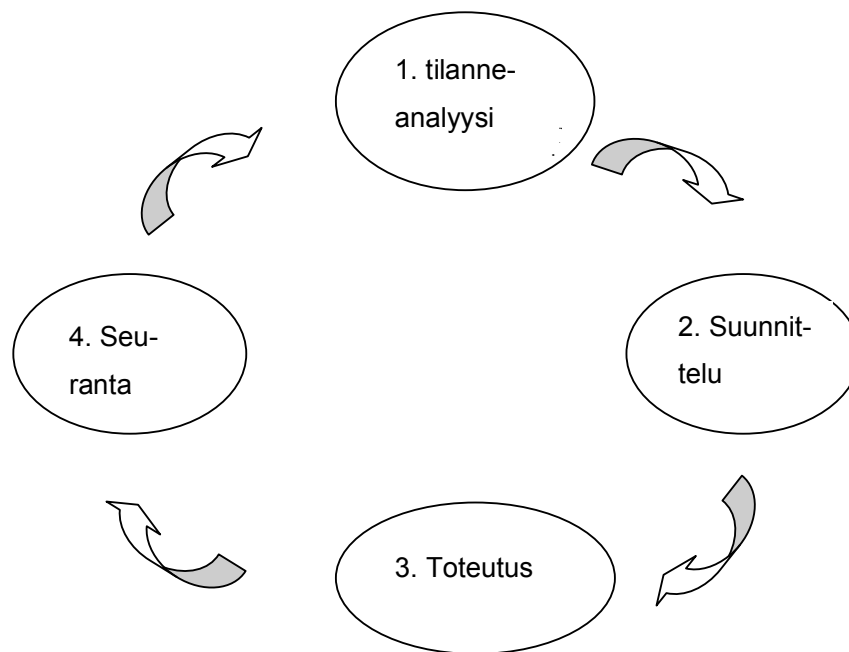 1. tilanne-
analyysi
2. Suunnit-
telu
3. Toteutus
4. Seu-
ranta